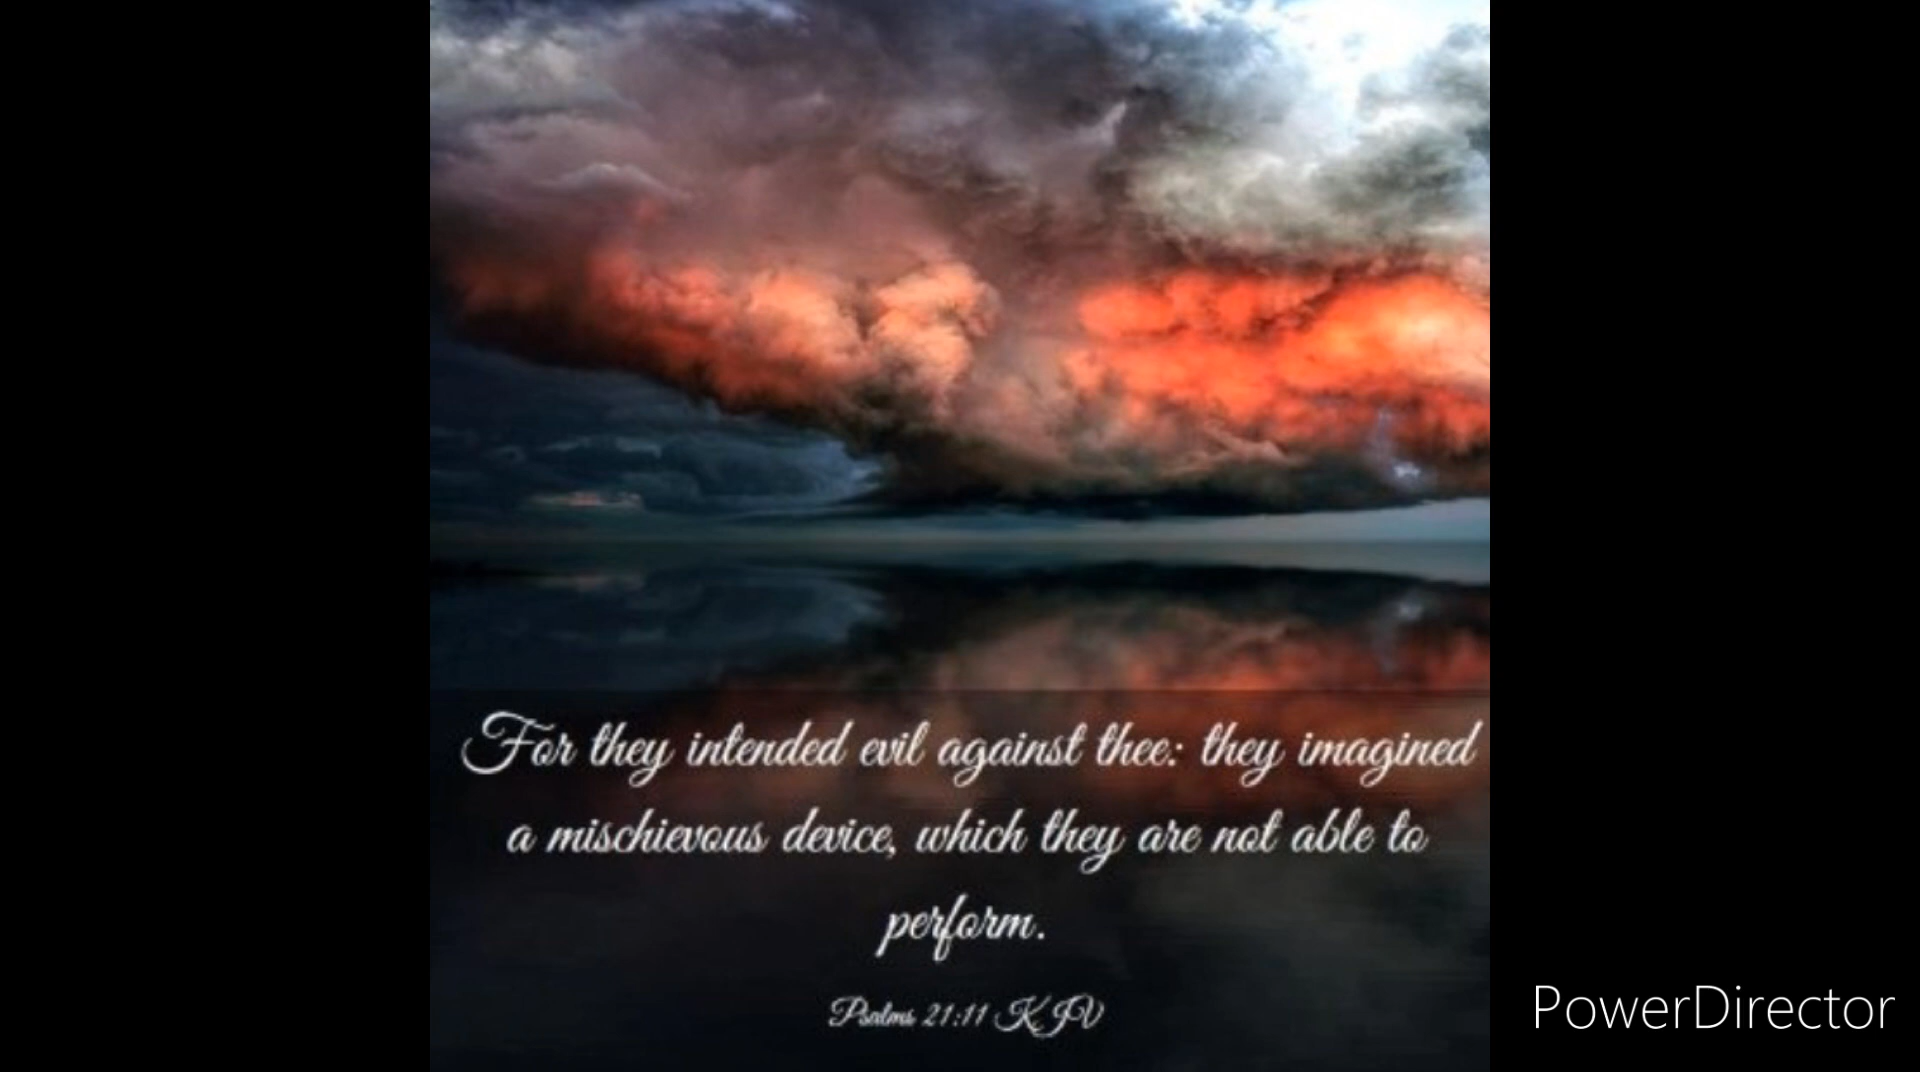 For they intended evil against thee: they imagined
a mischievous device, which they are not able to
perform.
Psalms 21:11 KJV
PowerDirector